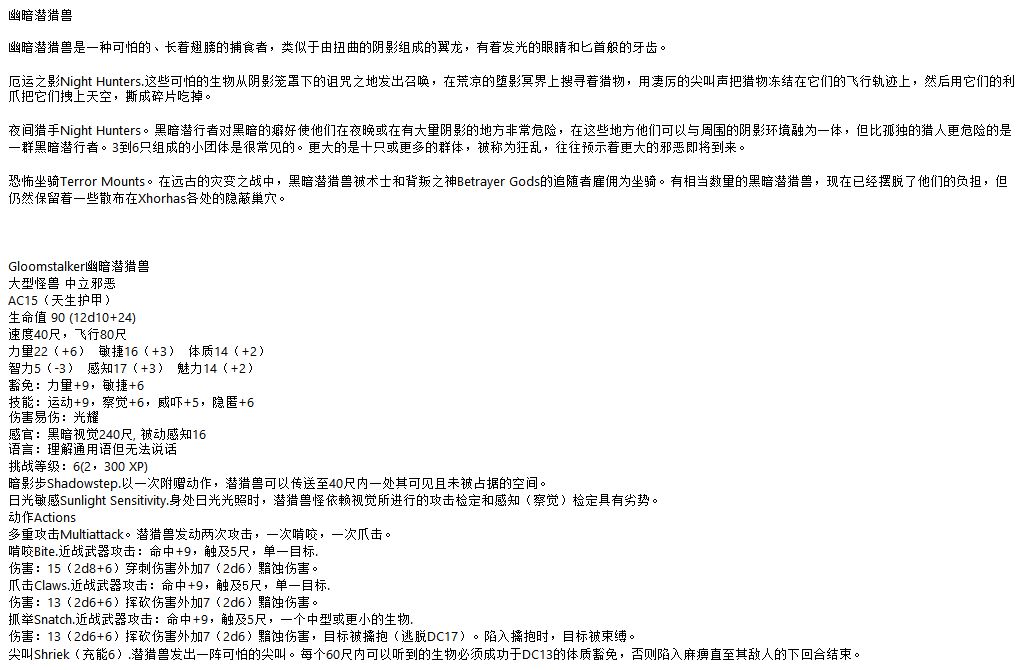 幽暗潜猎兽
幽暗潜猎兽是一种可怕的、长着翅膀的捕食者，类似于由扭曲的阴影组成的翼龙，有着发光的眼睛和匕首般的牙齿。
厄运之影Night Hunters.这些可怕的生物从阴影笼罩下的诅咒之地发出召唤，在荒凉的堕影冥界上搜寻着猎物，用凄厉的尖叫声把猎物冻结在它们的飞行轨迹上，然后用它们的利
爪把它们拽上天空，撕成碎片吃掉。
夜间猎手Night Hunters。黑暗潜行者对黑暗的癖好使他们在夜晚或在有大量阴影的地方非常危险，在这些地方他们可以与周围的阴影环境融为一体，但比孤独的猎人更危险的是
一群黑暗潜行者。3到6只组成的小团体是很常见的。更大的是十只或更多的群体，被称为狂乱，往往预示着更大的邪恶即将到来。
恐怖坐骑Terror Mounts。在远古的灾变之战中，黑暗潜猎兽被术士和背叛之神Betrayer Gods的追随者雇佣为坐骑。有相当数量的黑暗潜猎兽，现在已经摆脱了他们的负担，但
仍然保留着一些散布在Xhorhas各处的隐蔽巢穴。
Gloomstalker幽暗潜猎兽
大型怪兽 中立邪恶
AC15（天生护甲）
生命值 90 (12d10+24)
速度40尺，飞行80尺
力量22（+6） 敏捷16（+3） 体质14（+2）
智力5（-3） 感知17（+3） 魅力14（+2）
豁免：力量+9，敏捷+6
技能：运动+9，察觉+6，威吓+5，隐匿+6
伤害易伤：光耀
感官：黑暗视觉240尺, 被动感知16
语言：理解通用语但无法说话
挑战等级：6(2，300 XP)
暗影步Shadowstep.以一次附赠动作，潜猎兽可以传送至40尺内一处其可见且未被占据的空间。
日光敏感Sunlight Sensitivity.身处日光光照时，潜猎兽怪依赖视觉所进行的攻击检定和感知（察觉）检定具有劣势。
动作Actions
多重攻击Multiattack。潜猎兽发动两次攻击，一次啃咬，一次爪击。
啃咬Bite.近战武器攻击：命中+9，触及5尺，单一目标.
伤害：15（2d8+6）穿刺伤害外加7（2d6）黯蚀伤害。
爪击Claws.近战武器攻击：命中+9，触及5尺，单一目标.
伤害：13（2d6+6）挥砍伤害外加7（2d6）黯蚀伤害。
抓举Snatch.近战武器攻击：命中+9，触及5尺，一个中型或更小的生物.
伤害：13（2d6+6）挥砍伤害外加7（2d6）黯蚀伤害，目标被擒抱（逃脱DC17）。陷入擒抱时，目标被束缚。
尖叫Shriek（充能6）.潜猎兽发出一阵可怕的尖叫。每个60尺内可以听到的生物必须成功于DC13的体质豁免，否则陷入麻痹直至其敌人的下回合结束。